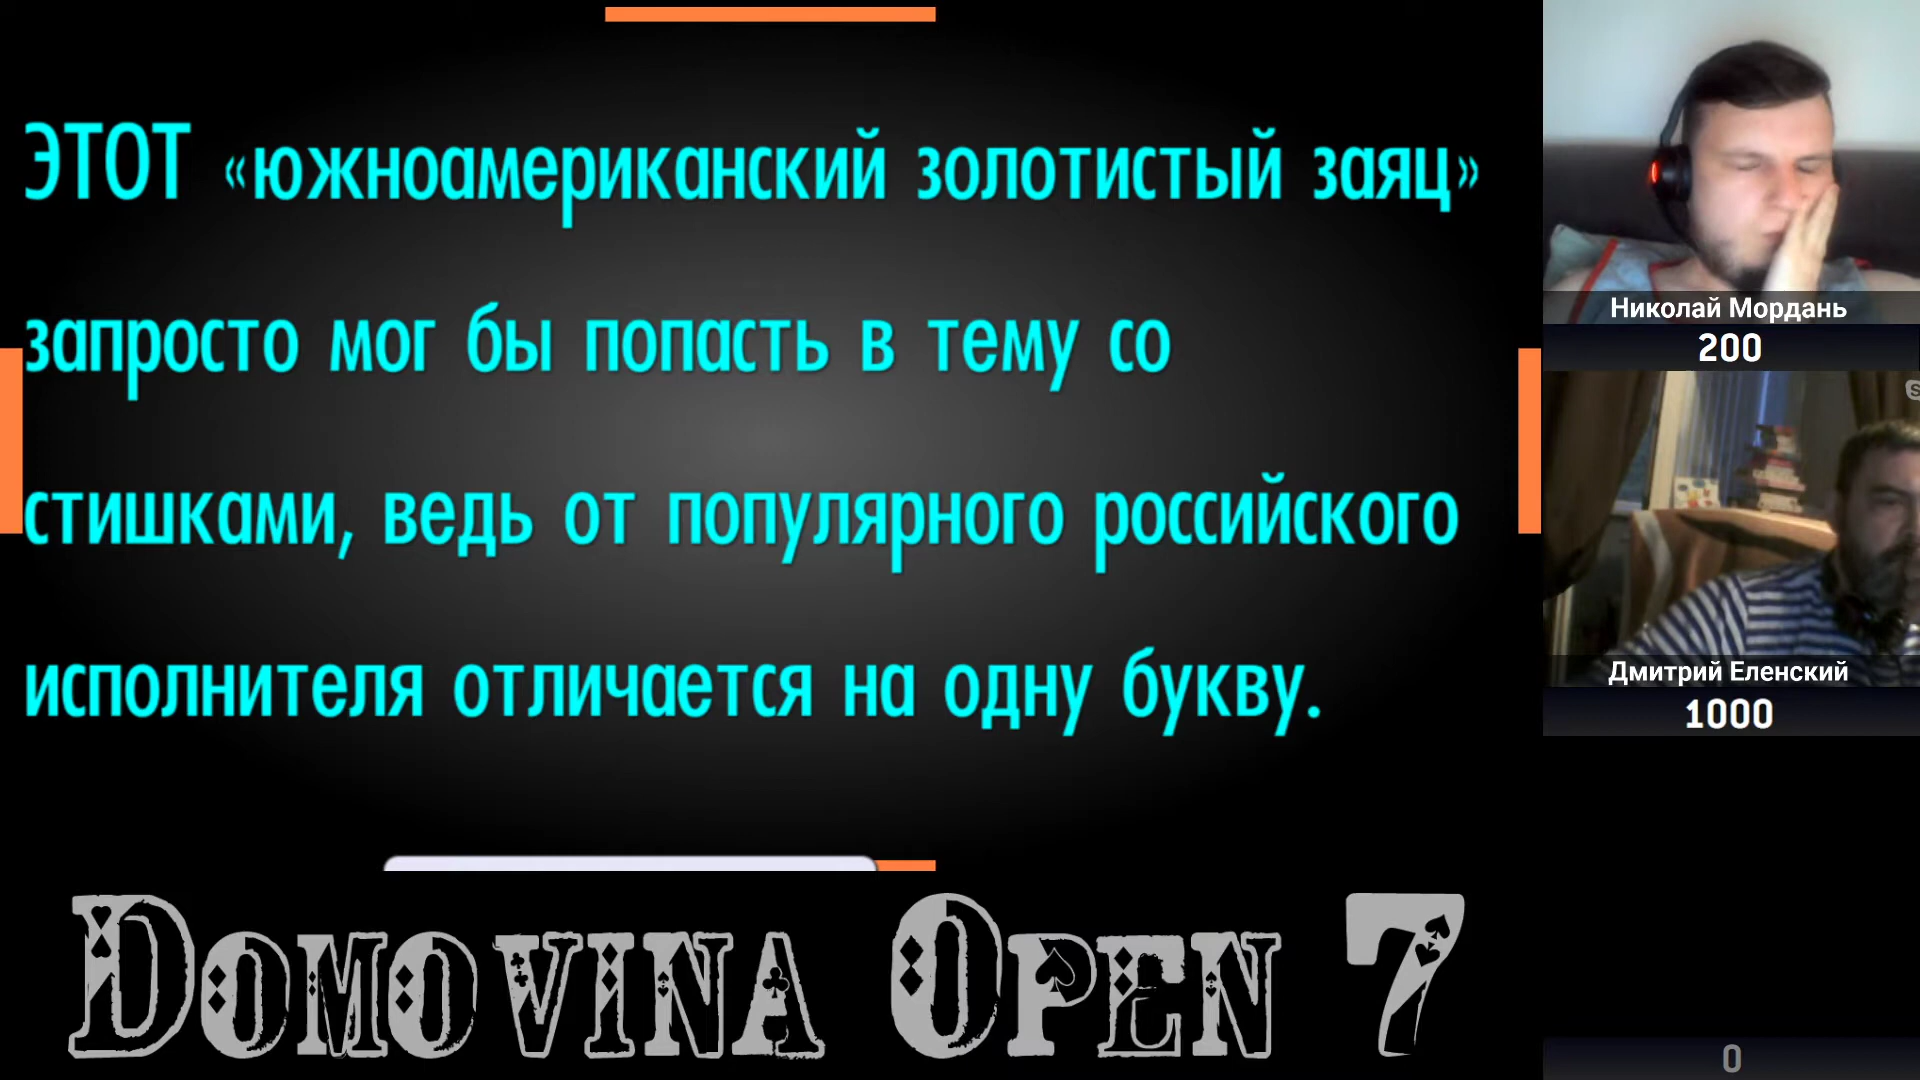 ЭТОТ «южноамериканский золотистый заяц»
запросто мог бы попасть в тему со
стишками, ведь от популярного российского
исполнителя отличается на одну букву.
Николай Мордань
200
S
Дмитрий Еленский
1000
DOMOVINA OPEN 7
0